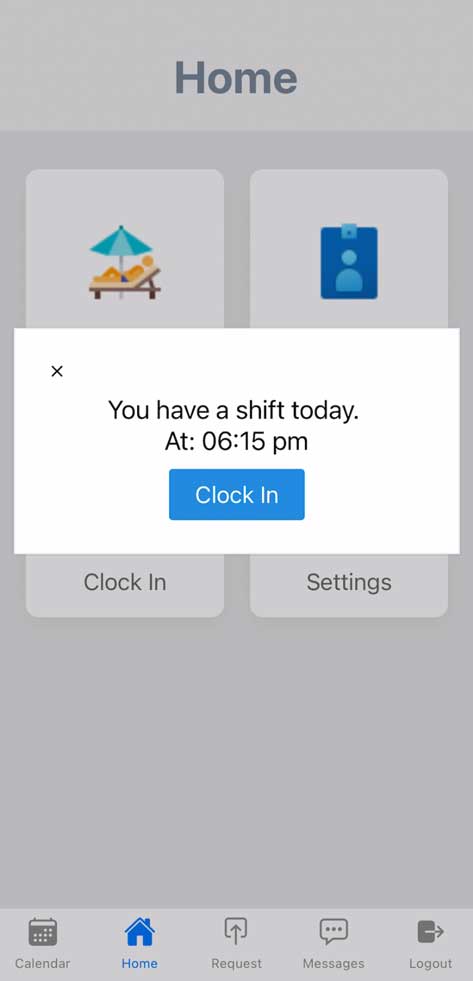 Home
×
You have a shift today.
At: 06:15 pm
Clock In
Clock In
Settings
Calendar
Home
Request
Messages
Logout